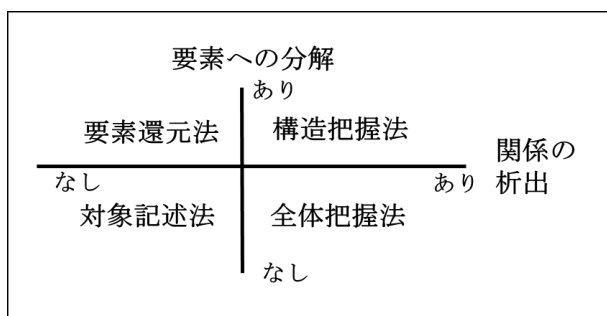 要素への分解
あり
要素還元法
構造把握法
関係の
析出
なし
あり
対象記述法
全体把握法
なし